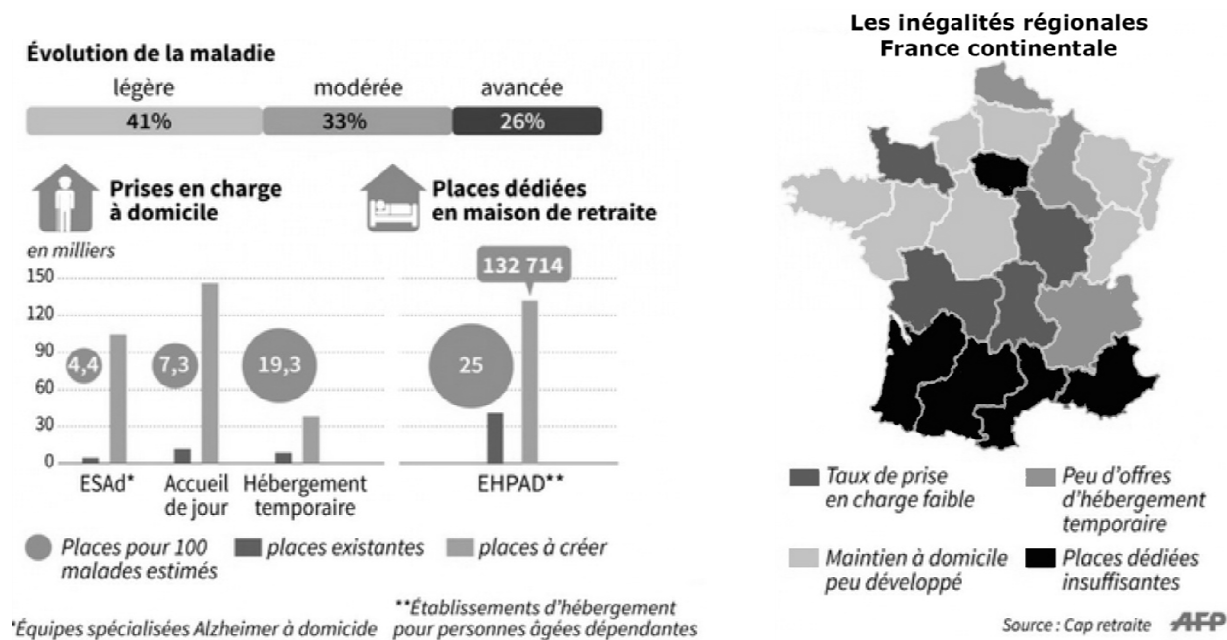 Évolution de la maladie
légère modérée avancée
41% 33% 26%
Prises en charge
à domicile
en milliers
150
120
90
60
30
0
4,4
7,3
19,3
ESAd*
Accueil
de jour
Hébergement
temporaire
Places dédiées
en maison de retraite
132 714
25
EHPAD**
Places pour 100
malades estimés
places existantes
places à créer
*Équipes spécialisées Alzheimer à domicile
**Établissements d'hébergement
pour personnes âgées dépendantes
Les inégalités régionales
France continentale
Taux de prise
en charge faible
Peu d'offres
d'hébergement
temporaire
Maintien à domicile
peu développé
Places dédiées
insuffisantes
Source : Cap retraite AFP